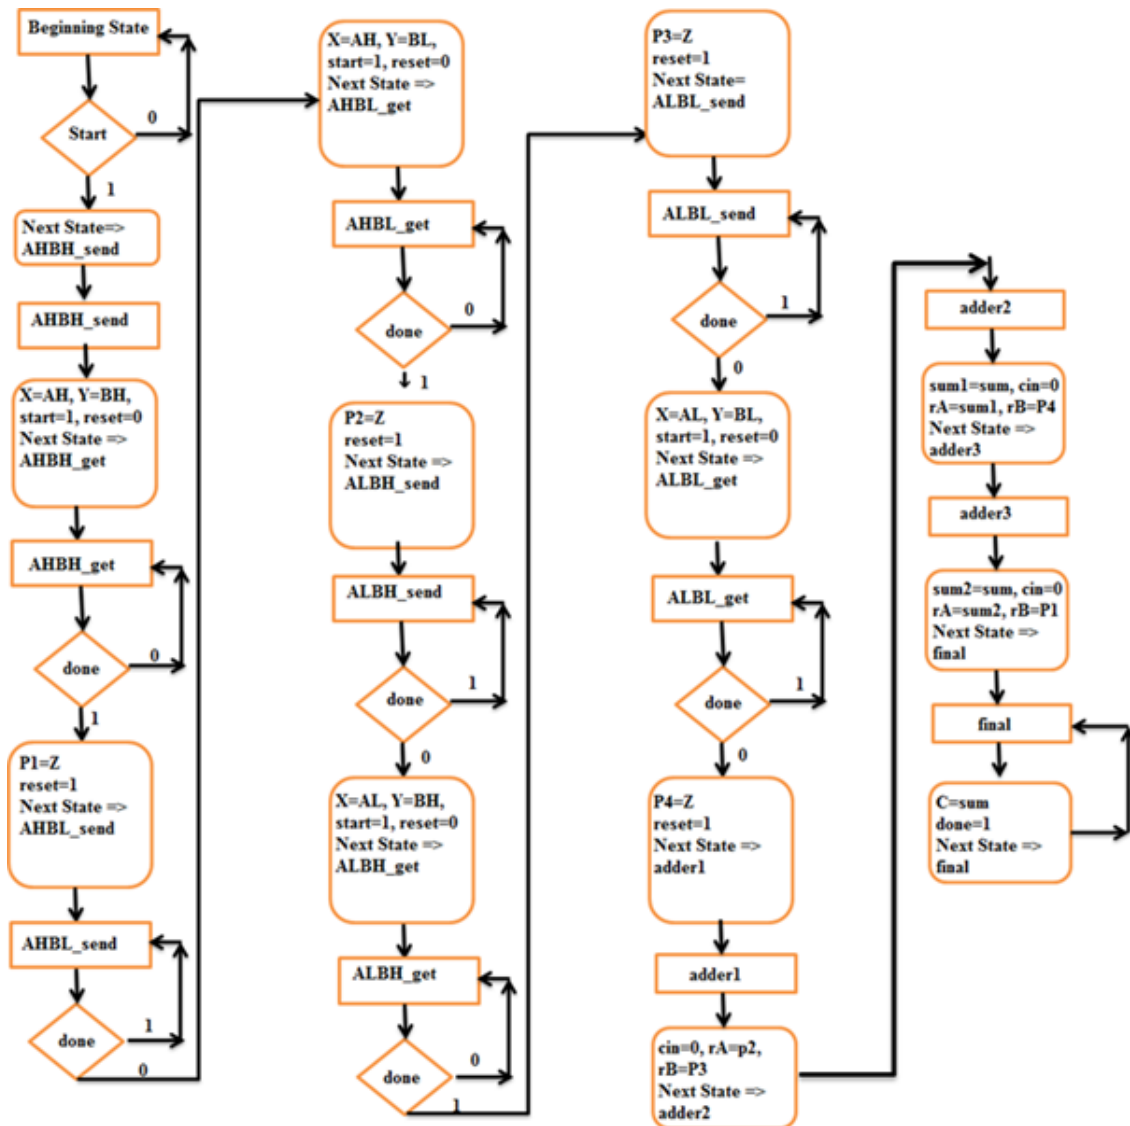 Beginning State
0
Start
1
Next State=>
AHBH_send
AHBH_send
X=AH, Y=BH,
start=1, reset=0
Next State =>
AHBH_get
AHBH_get
done
0
1
P1=Z
reset=1
Next State =>
AHBL_send
AHBL_send
1
done
0
X=AH, Y=BL,
start=1, reset=0
Next State =>
AHBL_get
AHBL_get
0
done
1
P2=Z
reset=1
Next State =>
ALBH_send
ALBH_send
done
1
0
X=AL, Y=BH,
start=1, reset=0
Next State =>
ALBH_get
ALBH_get
0
done
1
P3=Z
reset=1
Next State=
ALBL_send
ALBL_send
1
done
0
X=AL, Y=BL,
start=1, reset=0
Next State =>
ALBL_get
ALBL_get
done
1
0
P4=Z
reset=1
Next State =>
adder1
adder1
cin=0, rA=p2,
rB=P3
Next State =>
adder2
adder2
sum1=sum, cin=0
rA=sum1, rB=P4
Next State =>
adder3
adder3
sum2=sum, cin=0
rA=sum2, rB=P1
Next State =>
final
final
C=sum
done=1
Next State =>
final